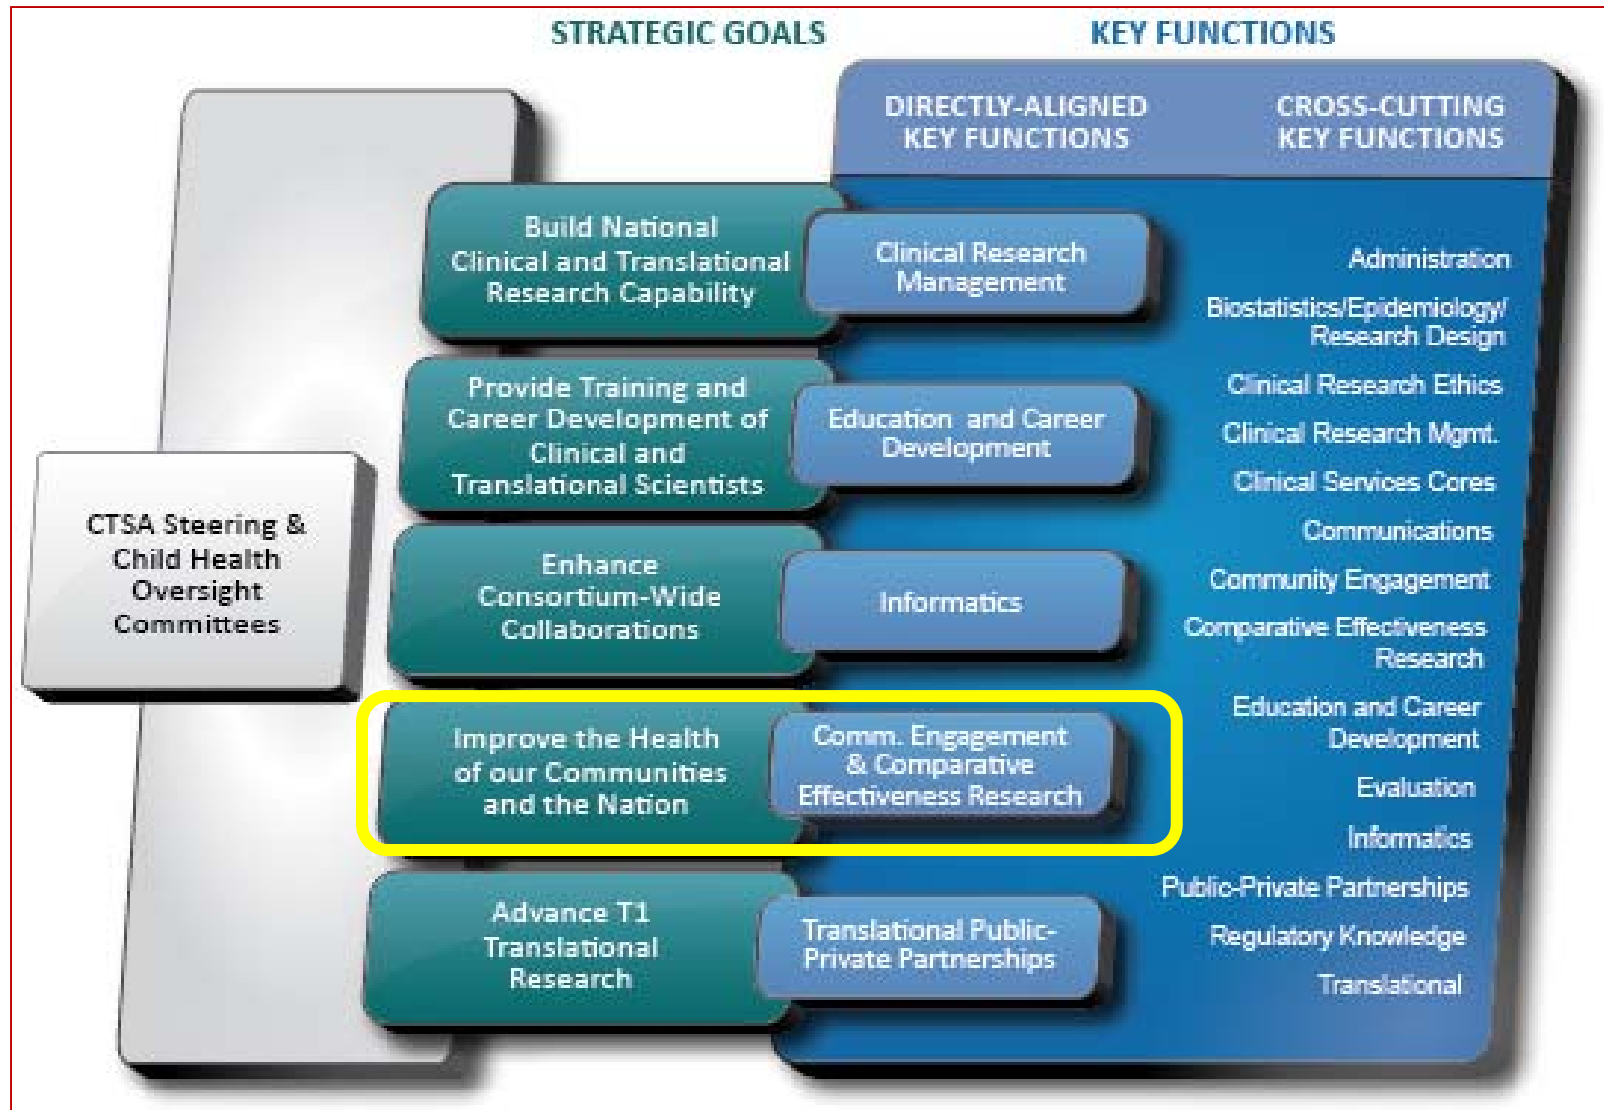 STRATEGIC GOALS
KEY FUNCTIONS
DIRECTLY-ALIGNED
KEY FUNCTIONS
CROSS-CUTTING
KEY FUNCTIONS
CTSA Steering &
Child Health
Oversight
Committees
Build National
Clinical and Translational
Research Capability
Clinical Research
Management
Provide Training and
Career Development of
Clinical and
Translational Scientists
Education and Career
Development
Enhance
Consortium-Wide
Collaborations
Informatics
Improve the Health
of our Communities
and the Nation
Comm. Engagement
& Comparative
Effectiveness Research
Advance T1
Translational
Research
Translational Public-
Private Partnerships
Administration
Biostatistics/Epidemiology/
Research Design
Clinical Research Ethics
Clinical Research Mgmt.
Clinical Services Cores
Communications
Community Engagement
Comparative Effectiveness
Research
Education and Career
Development
Evaluation
Informatics
Public-Private Partnerships
Regulatory Knowledge
Translational